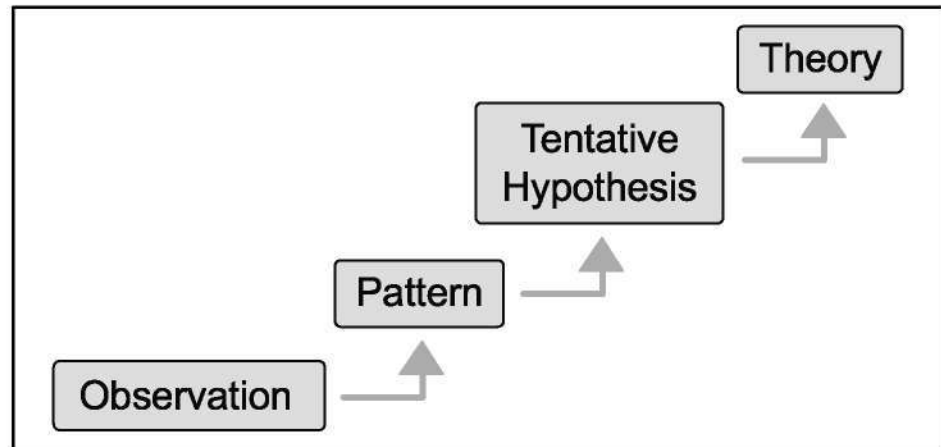 Theory
Tentative
Hypothesis
Pattern
Observation